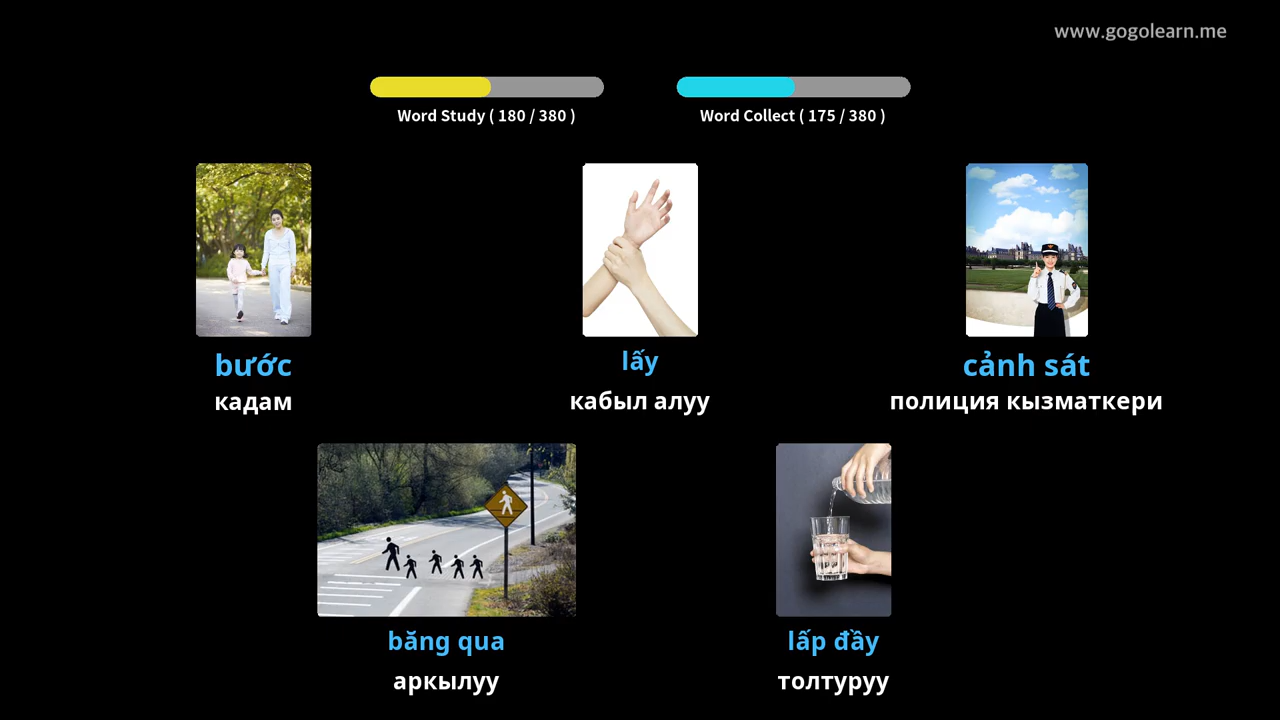 www.gogolearn.me
Word Study ( 180 / 380 )
Word Collect ( 175 / 380 )
bước
кадам
lấy
кабыл алуу
cảnh sát
полиция кызматкери
băng qua
аркылуу
lấp đầy
толтуруу